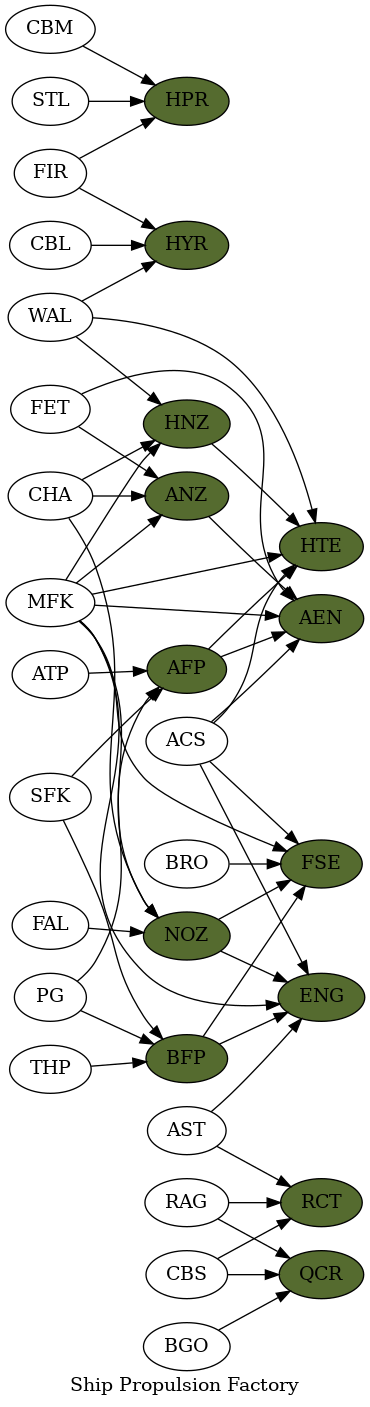 CBM
STL
HPR
FIR
CBL
HYR
WAL
FET
HNZ
CHA
ANZ
HTE
MFK
AEN
ATP
AFP
ACS
SFK
BRO
FSE
FAL
NOZ
PG
ENG
THP
BFP
AST
RAG
RCT
CBS
QCR
BGO
Ship Propulsion Factory